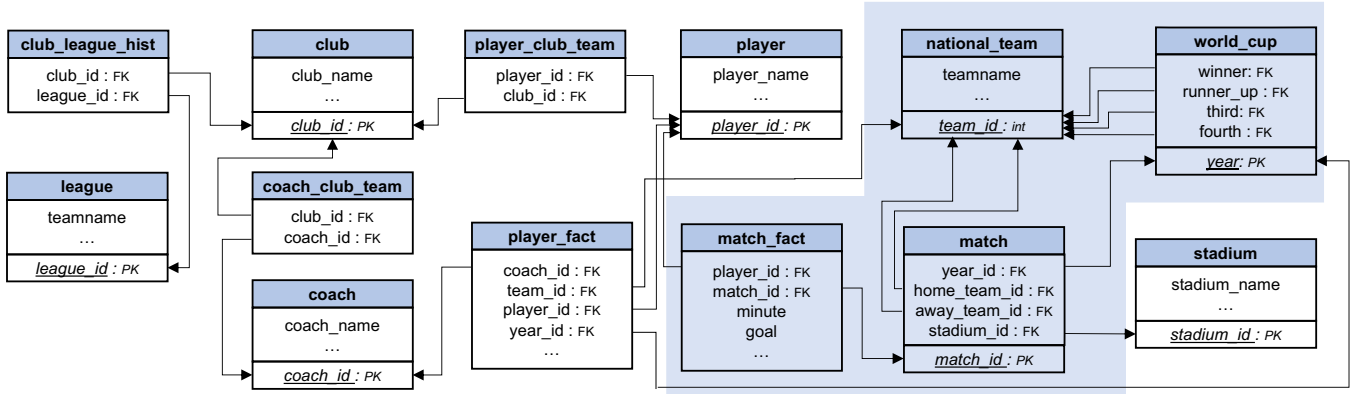 club_league_hist
club_id : FK
league_id : FK
club
club_name
...
club_id : PK
player_club_team
player_id : FK
club_id : FK
player
player_name
...
player_id : PK
national_team
teamname
...
team_id : int
world_cup
winner: FK
runner_up : FK
third: FK
fourth : FK
year: PK
league
teamname
...
league_id : PK
coach_club_team
club_id : FK
coach_id : FK
coach
coach_name
...
coach_id : PK
player_fact
coach_id : FK
team_id : FK
player_id : FK
year_id : FK
...
match_fact
player_id : FK
match_id : FK
minute
goal
...
match
year_id : FK
home_team_id : FK
away_team_id : FK
stadium_id : FK
match_id : PK
stadium
stadium_name
...
stadium_id : PK